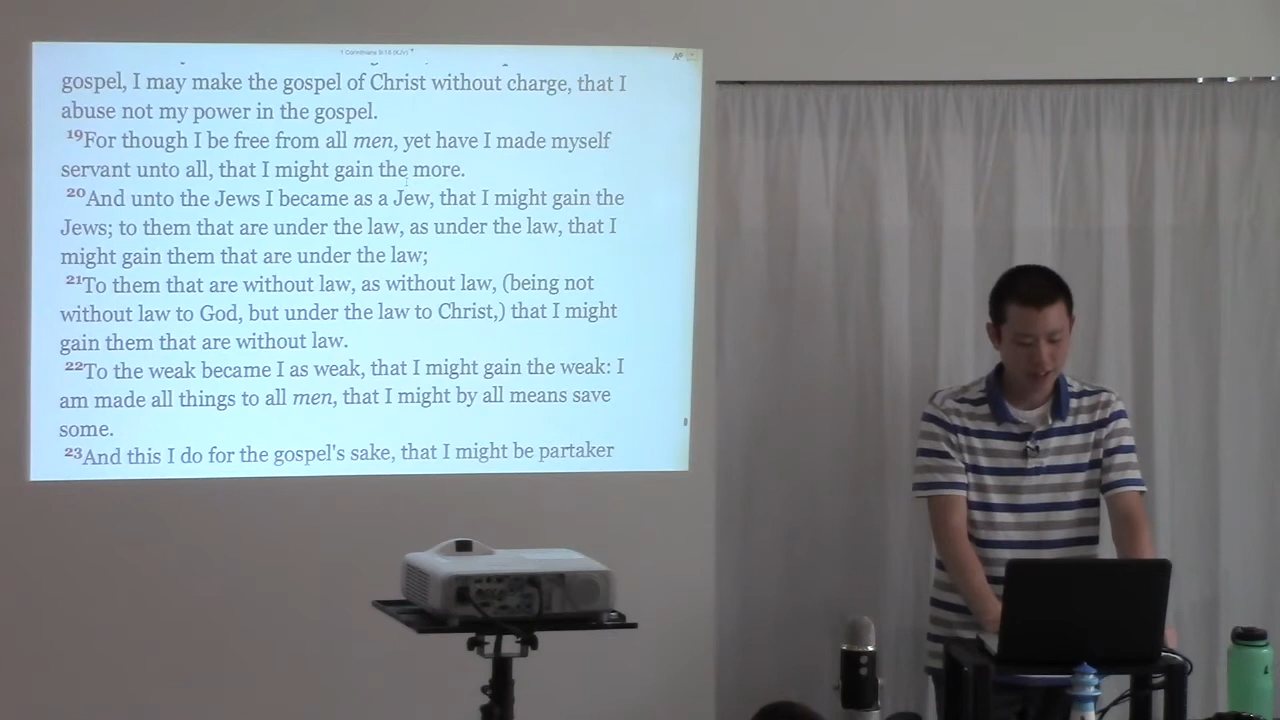 1 Corinthians 9:18 (KJV)
gospel, I may make the gospel of Christ without charge, that I
abuse not my power in the gospel.
19For though I be free from all men, yet have I made myself
servant unto all, that I might gain the more.
20And unto the Jews I became as a Jew, that I might gain the
Jews; to them that are under the law, as under the law, that I
might gain them that are under the law;
21To them that are without law, as without law, (being not
without law to God, but under the law to Christ,) that I might
gain them that are without law.
22To the weak became I as weak, that I might gain the weak: I
am made all things to all men, that I might by all means save
some.
23And this I do for the gospel's sake, that I might be partaker